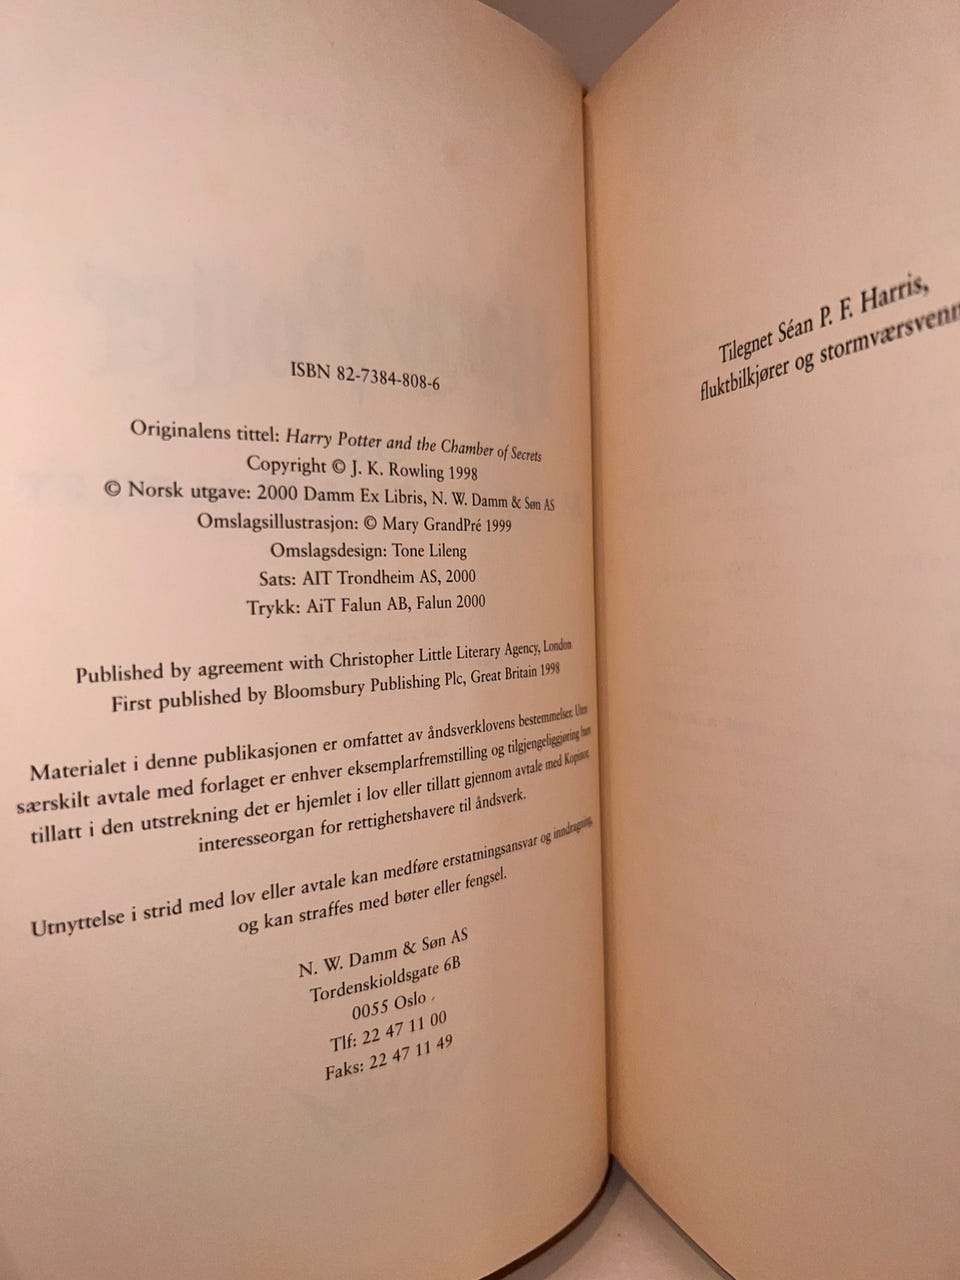 ISBN 82-7384-808-6
Originalens tittel: Harry Potter and the Chamber of Secrets
Copyright © J. K. Rowling 1998
© Norsk utgave: 2000 Damm Ex Libris, N. W. Damm & Søn AS
Omslagsillustrasjon: © Mary GrandPré 1999
Omslagsdesign: Tone Lileng
Sats: AIT Trondheim AS, 2000
Trykk: AiT Falun AB, Falun 2000
Published by agreement with Christopher Little Literary Agency, London
First published by Bloomsbury Publishing Plc, Great Britain 1998
Materialet i denne publikasjonen er omfattet av åndsverklovens bestemmelser. Uten
særskilt avtale med forlaget er enhver eksemplarfremstilling og tilgjengeliggjøring bare
tillatt i den utstrekning det er hjemlet i lov eller tillatt gjennom avtale med Kopinor,
interesseorgan for rettighetshavere til åndsverk.
Utnyttelse i strid med lov eller avtale kan medføre erstatningsansvar og inndragning,
og kan straffes med bøter eller fengsel.
N. W. Damm & Søn AS
Tordenskioldsgate 6B
0055 Oslo
Tlf: 22 47 11 00
Faks: 22 47 11 49
Tilegnet Séan P. F. Harris,
fluktbilkjører og